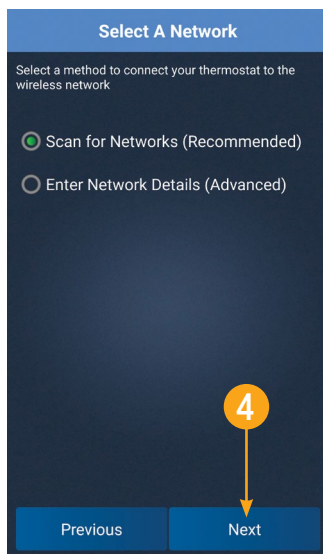 Select A Network
Select a method to connect your thermostat to the
wireless network
Scan for Networks (Recommended)
Enter Network Details (Advanced)
4
Previous
Next